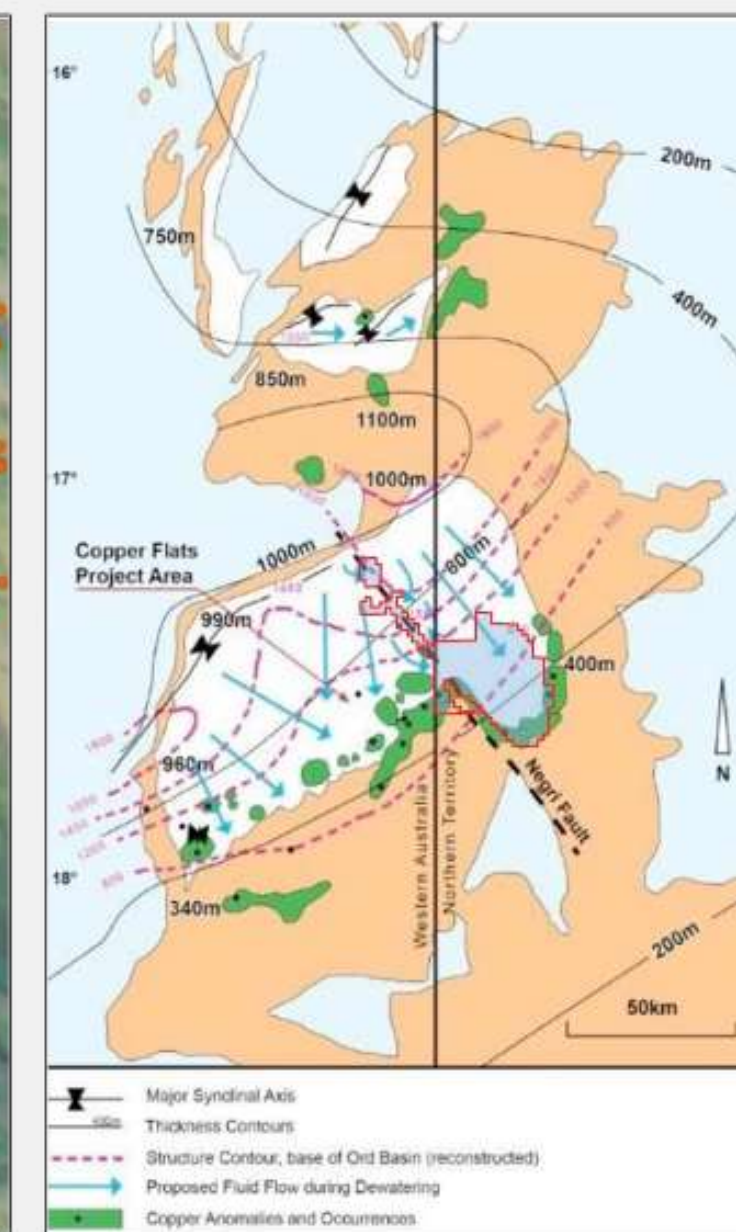 16°
200m
750m
400m
850m
1100m
17°
1000m
Copper Flats
Project Area
1000m
800m
990m
400m
960m
Negri Fault
Western Australia
Northern Territory
N
18°
800
340m
200m
50km
Major Synclinal Axis
Thickness Contours
Structure Contour, base of Ord Basin (reconstructed)
Proposed Fluid Flow during Dewatering
Copper Anomalies and Occurrences